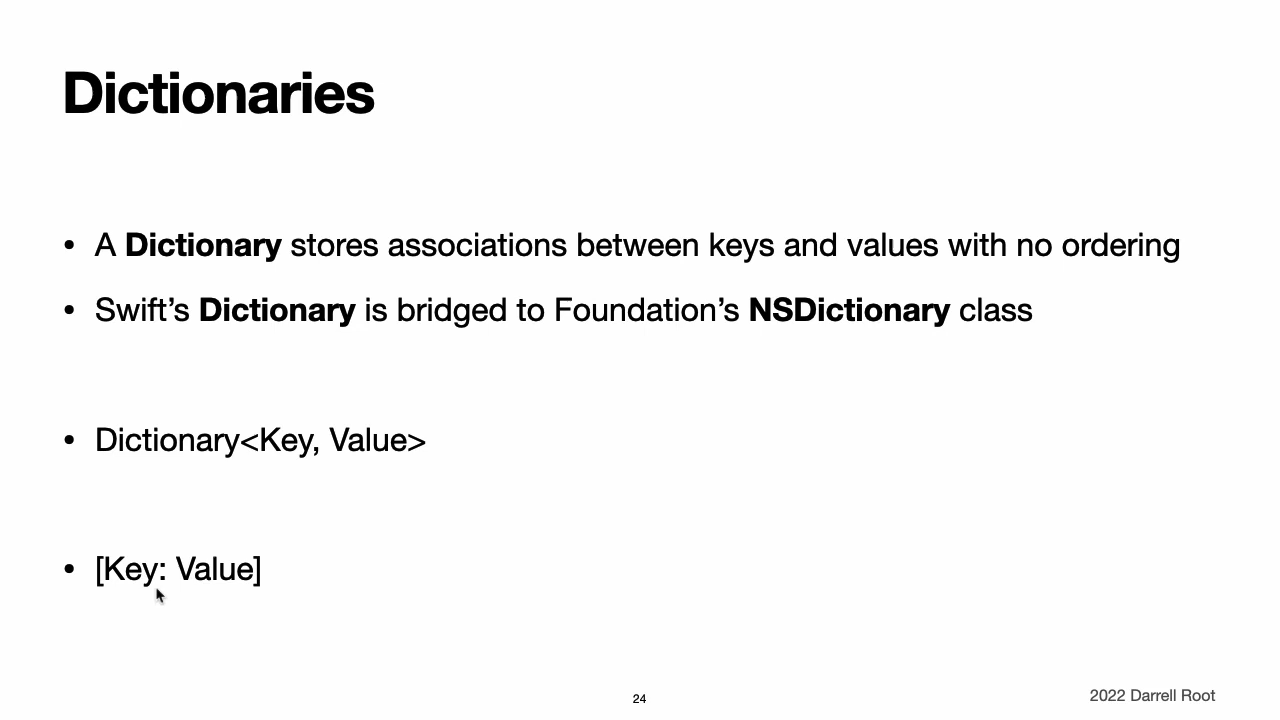 Dictionaries
• A Dictionary stores associations between keys and values with no ordering
• Swift’s Dictionary is bridged to Foundation’s NSDictionary class
• Dictionary<Key, Value>
• [Key: Value]
24
2022 Darrell Root